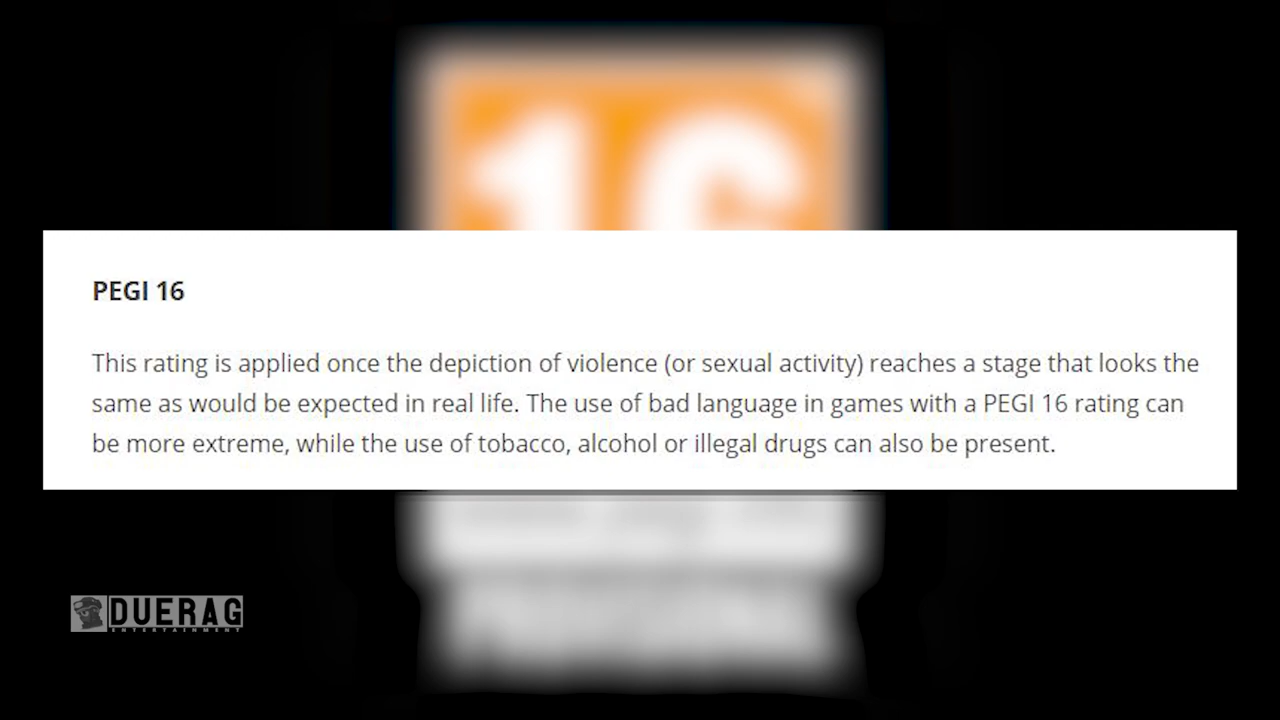 16
PEGI 16
This rating is applied once the depiction of violence (or sexual activity) reaches a stage that looks the
same as would be expected in real life. The use of bad language in games with a PEGI 16 rating can
be more extreme, while the use of tobacco, alcohol or illegal drugs can also be present.
DUERAG
ENTERTAINMENT